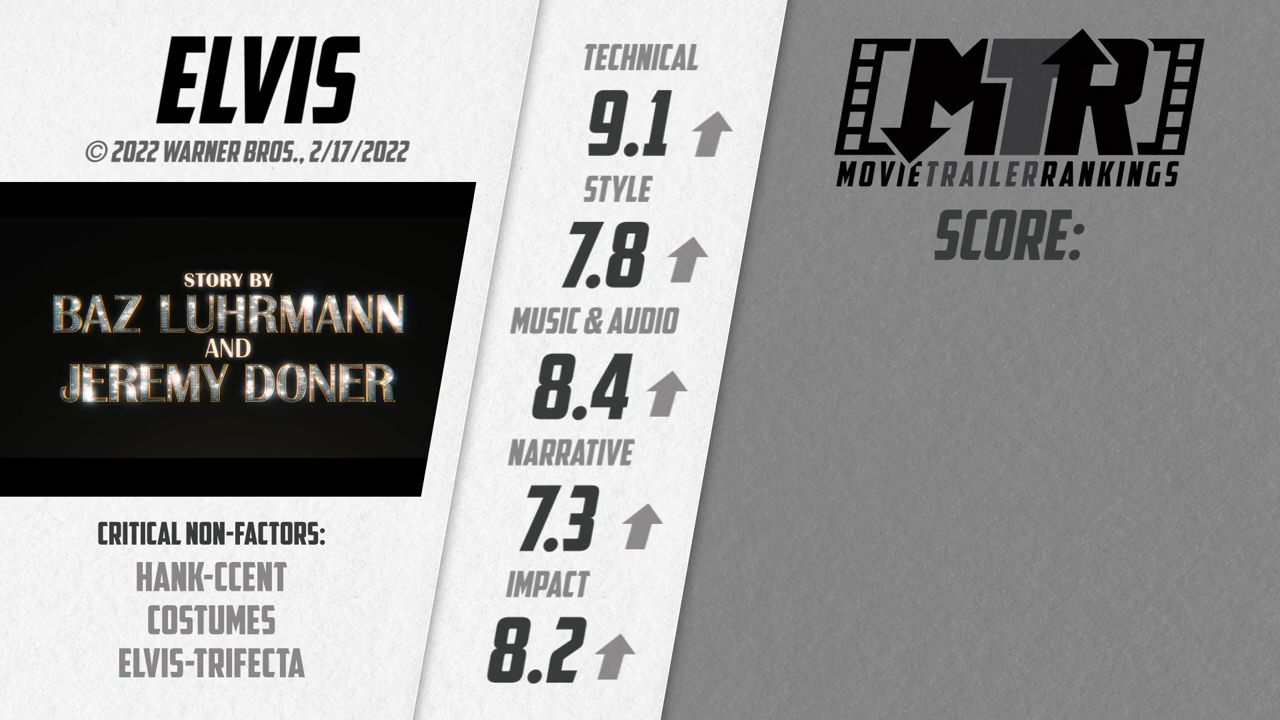 ELVIS
© 2022 WARNER BROS., 2/17/2022
STORY BY
BAZ LUHRMANN
AND
JEREMY DONER
CRITICAL NON-FACTORS:
HANK-CCENT
COSTUMES
ELVIS-TRIFECTA
TECHNICAL
9.1
STYLE
7.8
MUSIC & AUDIO
8.4
NARRATIVE
7.3
IMPACT
8.2
[MTR]
MOVIETRAILERRANKINGS
SCORE: